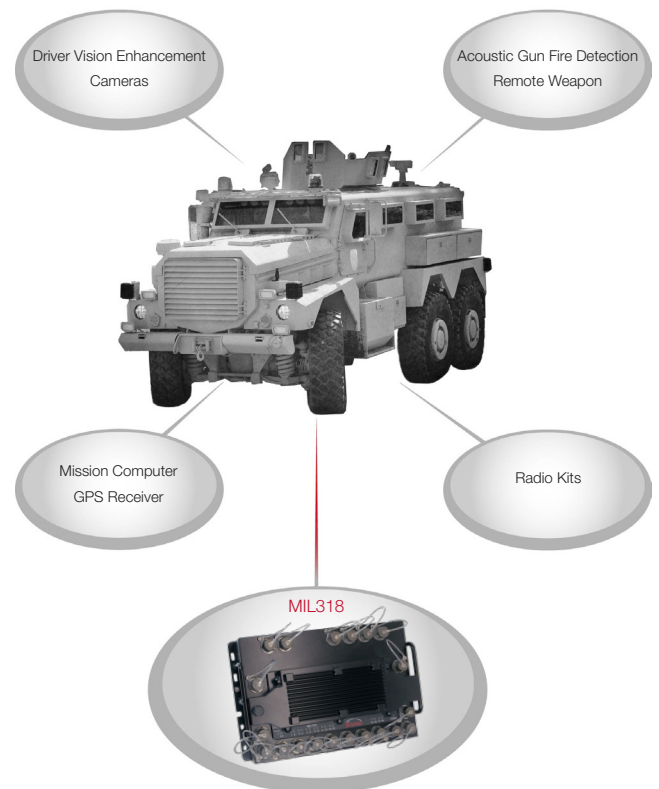 Driver Vision Enhancement
Cameras
Acoustic Gun Fire Detection
Remote Weapon
Mission Computer
GPS Receiver
Radio Kits
MIL318